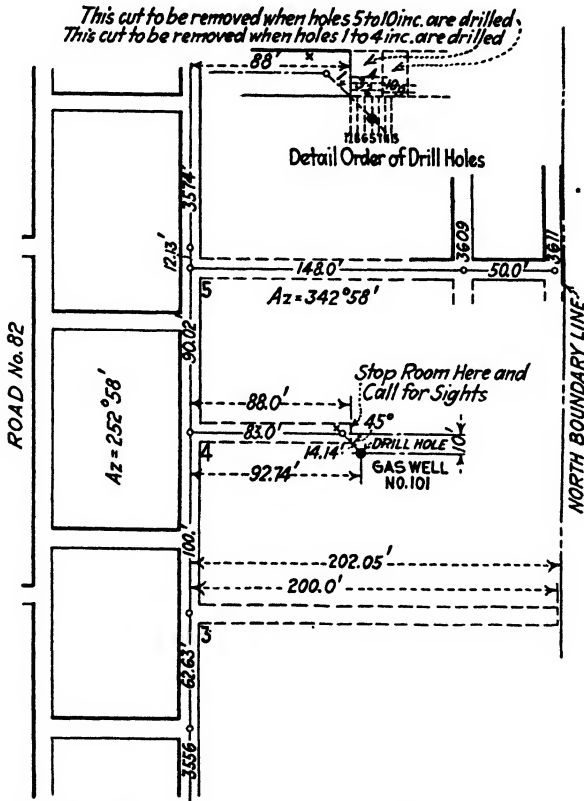 This cut to be removed when holes 5 to 10 inc. are drilled
This cut to be removed when holes 1 to 4 inc. are drilled
88'
x
Detail Order of Drill Holes
3574'
12.13'
3609
3611
148.0'
50.0'
5
Az=342°58'
ROAD No. 82
90.02
Az=252°58'
NORTH BOUNDARY LINE
Stop Room Here and
Call for Sights
88.0'
45°
83.0'
DRILL HOLE
10'
4
14.14'
GAS WELL
NO.101
92.74'
100.'
202.05'
200.0'
3
62.63'
3556